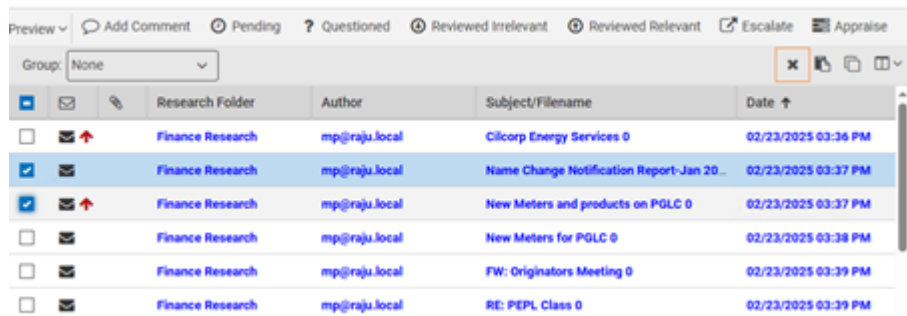 Preview Add Comment Pending ? Questioned Reviewed Irrelevant Reviewed Relevant Escalate Appraise
Group: None
Research Folder Author Subject/Filename Date ↑
Finance Research mp@raju.local Cilcorp Energy Services 0 02/23/2025 03:36 PM
Finance Research mp@raju.local Name Change Notification Report-Jan 20... 02/23/2025 03:37 PM
Finance Research mp@raju.local New Meters and products on PGLC 0 02/23/2025 03:37 PM
Finance Research mp@raju.local New Meters for PGLC 0 02/23/2025 03:38 PM
Finance Research mp@raju.local FW: Originators Meeting 0 02/23/2025 03:39 PM
Finance Research mp@raju.local RE: PEPL Class 0 02/23/2025 03:39 PM